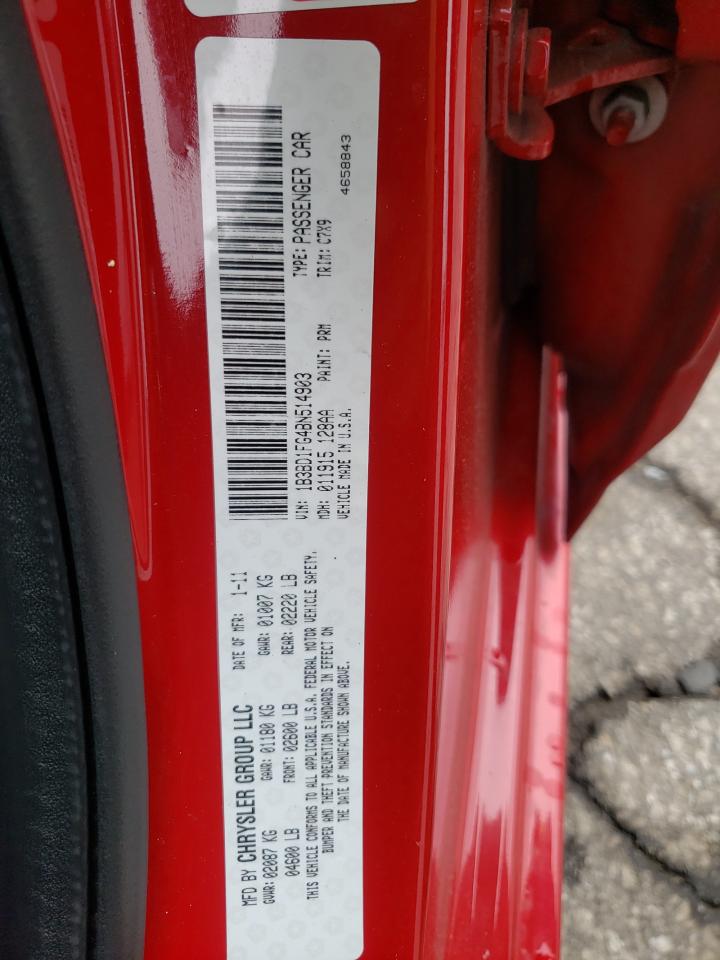 MFD BY CHRYSLER GROUP LLC DATE OF MFR: 1-11
GVWR: 02087 KG GAWR: 01180 KG GAWR: 01007 KG
04600 LB FRONT: 02600 LB REAR: 02220 LB
THIS VEHICLE CONFORMS TO ALL APPLICABLE U.S.A. FEDERAL MOTOR VEHICLE SAFETY,
BUMPER AND THEFT PREVENTION STANDARDS IN EFFECT ON
THE DATE OF MANUFACTURE SHOWN ABOVE.
VIN: 1B3BD1FG4BN514903 TYPE: PASSENGER CAR
MDH: 011915 128AA PAINT: PRM TRIM: C7X9
VEHICLE MADE IN U.S.A. 4658843